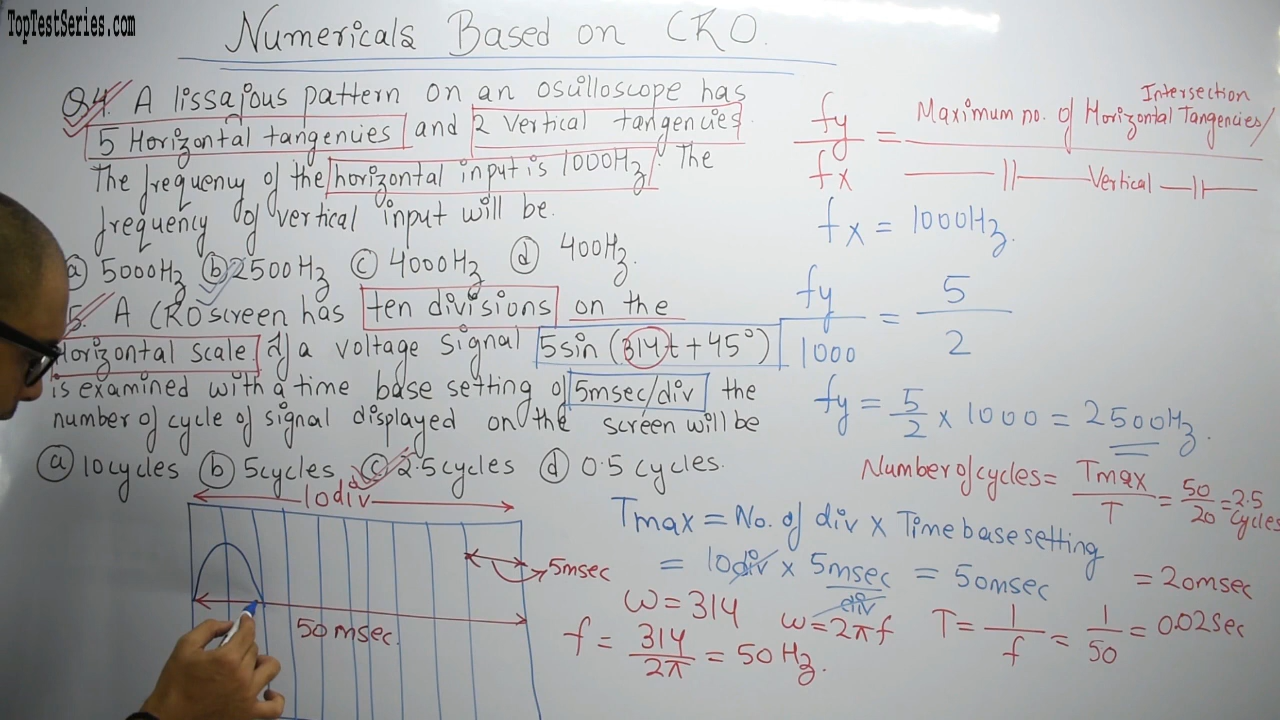 TopTestSeries.com
Numericals Based on CRO.
Q4. A lissajous pattern on an oscilloscope has
5 Horizontal tangencies and 2 vertical tangencies.
The frequency of the horizontal input is 1000Hz. The
frequency of vertical input will be.
(a) 5000Hz (b) 2500Hz (c) 4000Hz (d) 400Hz.
5. A CRO screen has ten divisions on the
Horizontal scale. If a voltage signal 5sin(314t+45°)
is examined with a time base setting of 5msec/div the
number of cycle of signal displayed on the screen will be
(a) 10cycles (b) 5cycles (c) 2.5cycles (d) 0.5 cycles.
10div
5msec
50msec.
Intersection
fy/fx = Maximum no. of Horizontal Tangencies/
—||— Vertical —||—
fx = 1000Hz.
fy/1000 = 5/2
fy = 5/2 × 1000 = 2500Hz.
Number of cycles = Tmax/T = 50/20 = 2.5 Cycles
Tmax = No. of div × Time base setting
= 10div × 5msec/div = 50msec
= 20msec
ω = 314 ω = 2πf T = 1/f = 1/50 = 0.02sec
f = 314/2π = 50Hz.